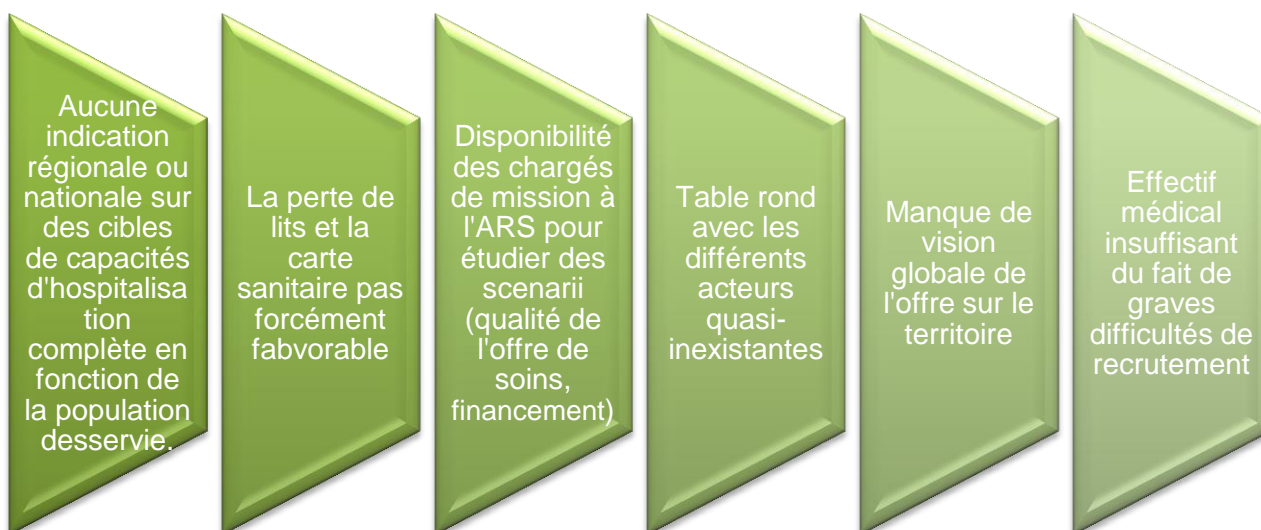 Aucune
indication
régionale ou
nationale sur
des cibles
de capacités
d'hospitalisa
tion
complète en
fonction de
la population
desservie.
La perte de
lits et la
carte
sanitaire pas
forcément
fabvorable
Disponibilité
des chargés
de mission à
l'ARS pour
étudier des
scenarii
(qualité de
l'offre de
soins,
financement)
Table rond
avec les
différents
acteurs
quasi-
inexistantes
Manque de
vision
globale de
l'offre sur le
territoire
Effectif
médical
insuffisant
du fait de
graves
difficultés de
recrutement